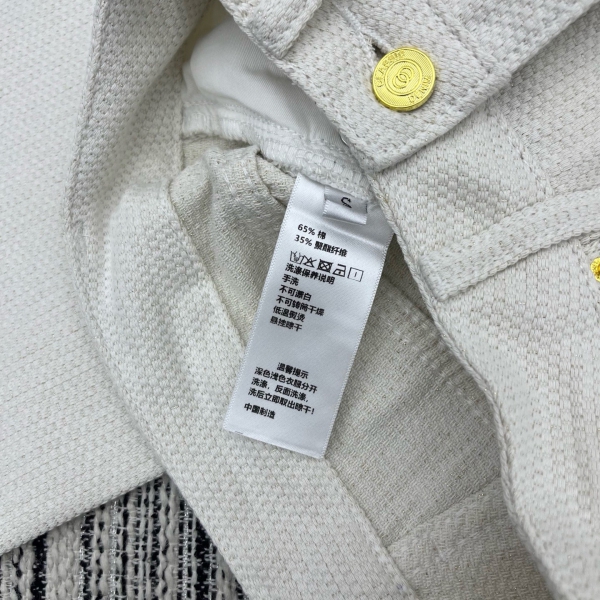 CLASSIC
S
65% 棉
35% 聚酯纤维
洗涤保养说明
手洗
不可漂白
不可转筒干燥
低温熨烫
悬挂晾干
温馨提示
深色浅色衣服分开
洗涤，反面洗涤，
洗后立即取出晾干！
中国制造